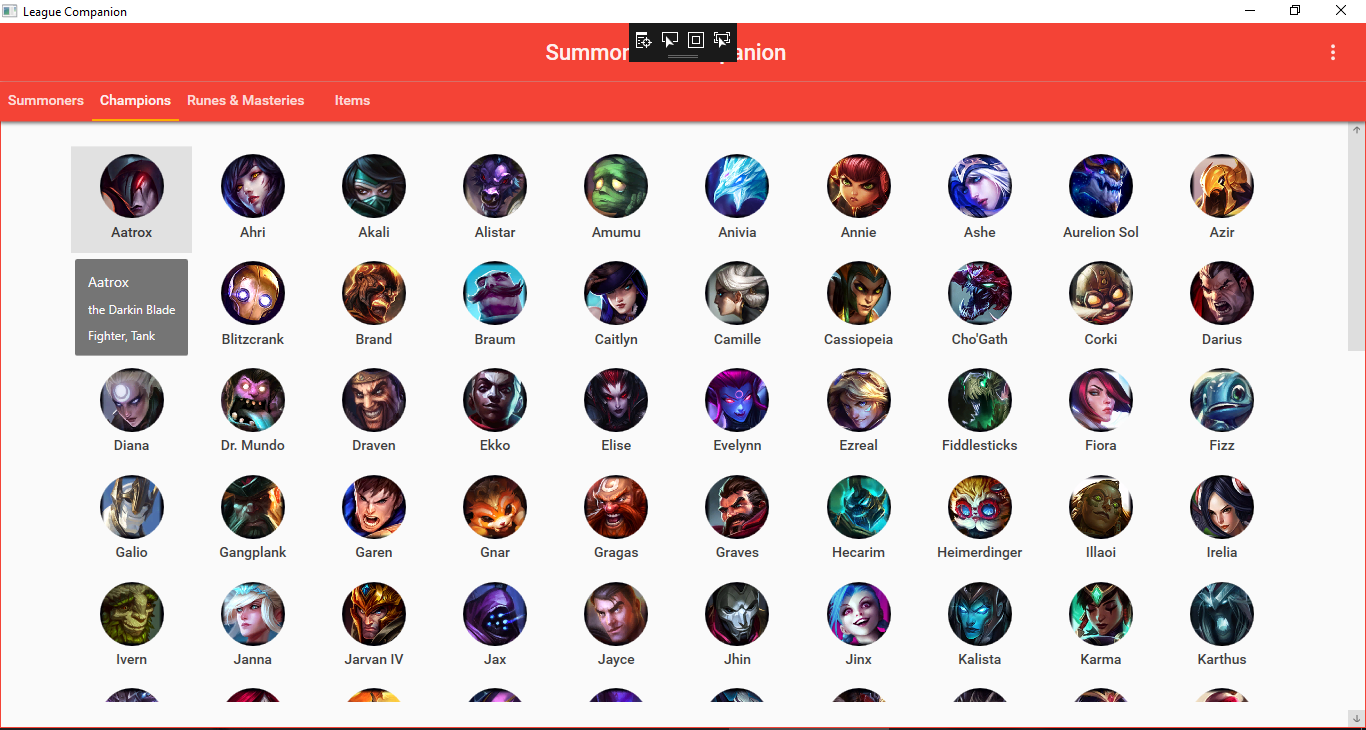 League Companion
Summon panion
Summoners Champions Runes & Masteries Items
Aatrox Ahri Akali Alistar Amumu Anivia Annie Ashe Aurelion Sol Azir
Aatrox
the Darkin Blade
Fighter, Tank
Blitzcrank Brand Braum Caitlyn Camille Cassiopeia Cho'Gath Corki Darius
Diana Dr. Mundo Draven Ekko Elise Evelynn Ezreal Fiddlesticks Fiora Fizz
Galio Gangplank Garen Gnar Gragas Graves Hecarim Heimerdinger Illaoi Irelia
Ivern Janna Jarvan IV Jax Jayce Jhin Jinx Kalista Karma Karthus